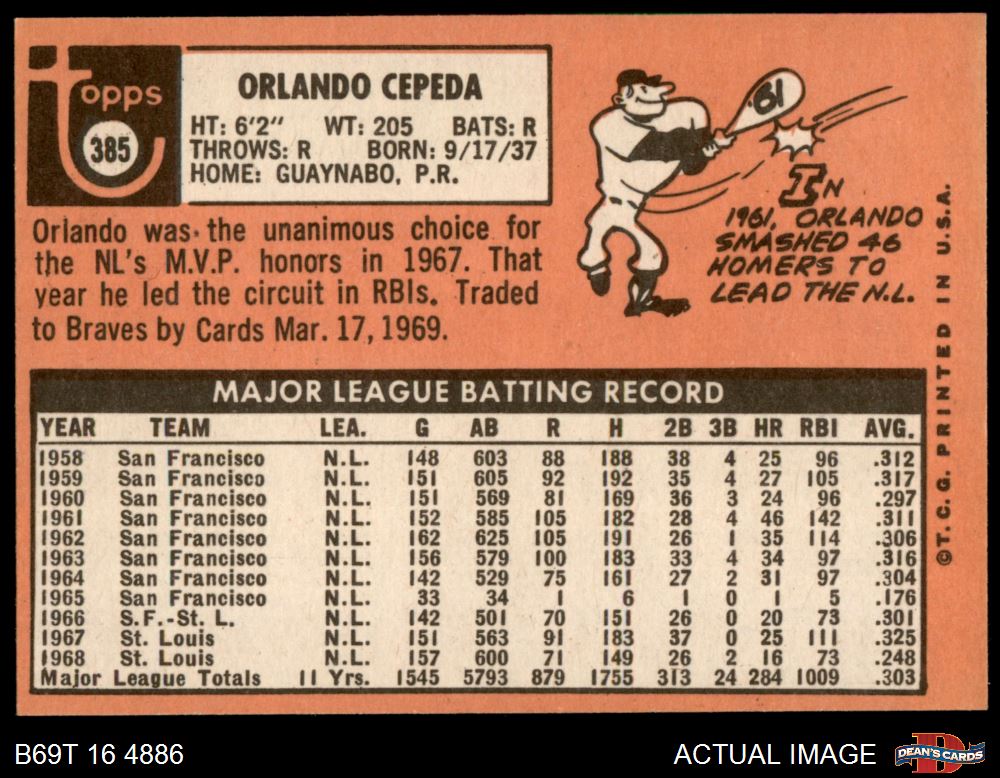 Topps
385
ORLANDO CEPEDA
HT: 6'2" WT: 205 BATS: R
THROWS: R BORN: 9/17/37
HOME: GUAYNABO, P.R.
Orlando was the unanimous choice for
the NL's M.V.P. honors in 1967. That
year he led the circuit in RBIs. Traded
to Braves by Cards Mar. 17, 1969.
'61
IN
1961, ORLANDO
SMASHED 46
HOMERS TO
LEAD THE N.L.
MAJOR LEAGUE BATTING RECORD
YEAR TEAM LEA. G AB R H 2B 3B HR RBI AVG.
1958 San Francisco N.L. 148 603 88 188 38 4 25 96 .312
1959 San Francisco N.L. 151 605 92 192 35 4 27 105 .317
1960 San Francisco N.L. 151 569 81 169 36 3 24 96 .297
1961 San Francisco N.L. 152 585 105 182 28 4 46 142 .311
1962 San Francisco N.L. 162 625 105 191 26 1 35 114 .306
1963 San Francisco N.L. 156 579 100 183 33 4 34 97 .316
1964 San Francisco N.L. 142 529 75 161 27 2 31 97 .304
1965 San Francisco N.L. 33 34 1 6 1 0 1 5 .176
1966 S.F.-St. L. N.L. 142 501 70 151 26 0 20 73 .301
1967 St. Louis N.L. 151 563 91 183 37 0 25 111 .325
1968 St. Louis N.L. 157 600 71 149 26 2 16 73 .248
Major League Totals 11 Yrs. 1545 5793 879 1755 313 24 284 1009 .303
©T.C.G. PRINTED IN U.S.A.
B69T 16 4886
ACTUAL IMAGE
DEAN'S CARDS